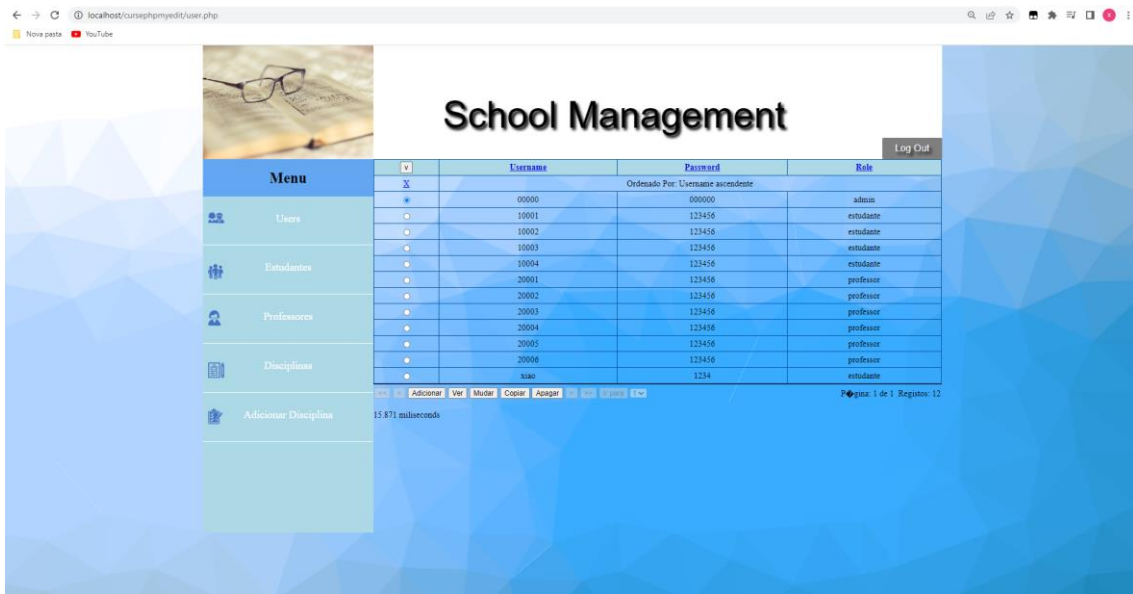 localhost/cursephpmyedit/user.php
Nova pasta YouTube
School Management
Log Out
Menu
Users
Estudantes
Professores
Disciplinas
Adicionar Disciplina
v Username Password Role
X Ordenado Por: Username ascendente
00000 000000 admin
10001 123456 estudante
10002 123456 estudante
10003 123456 estudante
10004 123456 estudante
20001 123456 professor
20002 123456 professor
20003 123456 professor
20004 123456 professor
20005 123456 professor
20006 123456 professor
xiao 1234 estudante
<< < Adicionar Ver Mudar Copiar Apagar > >> ir para 1 P�gina: 1 de 1 Registos: 12
15.871 miliseconds